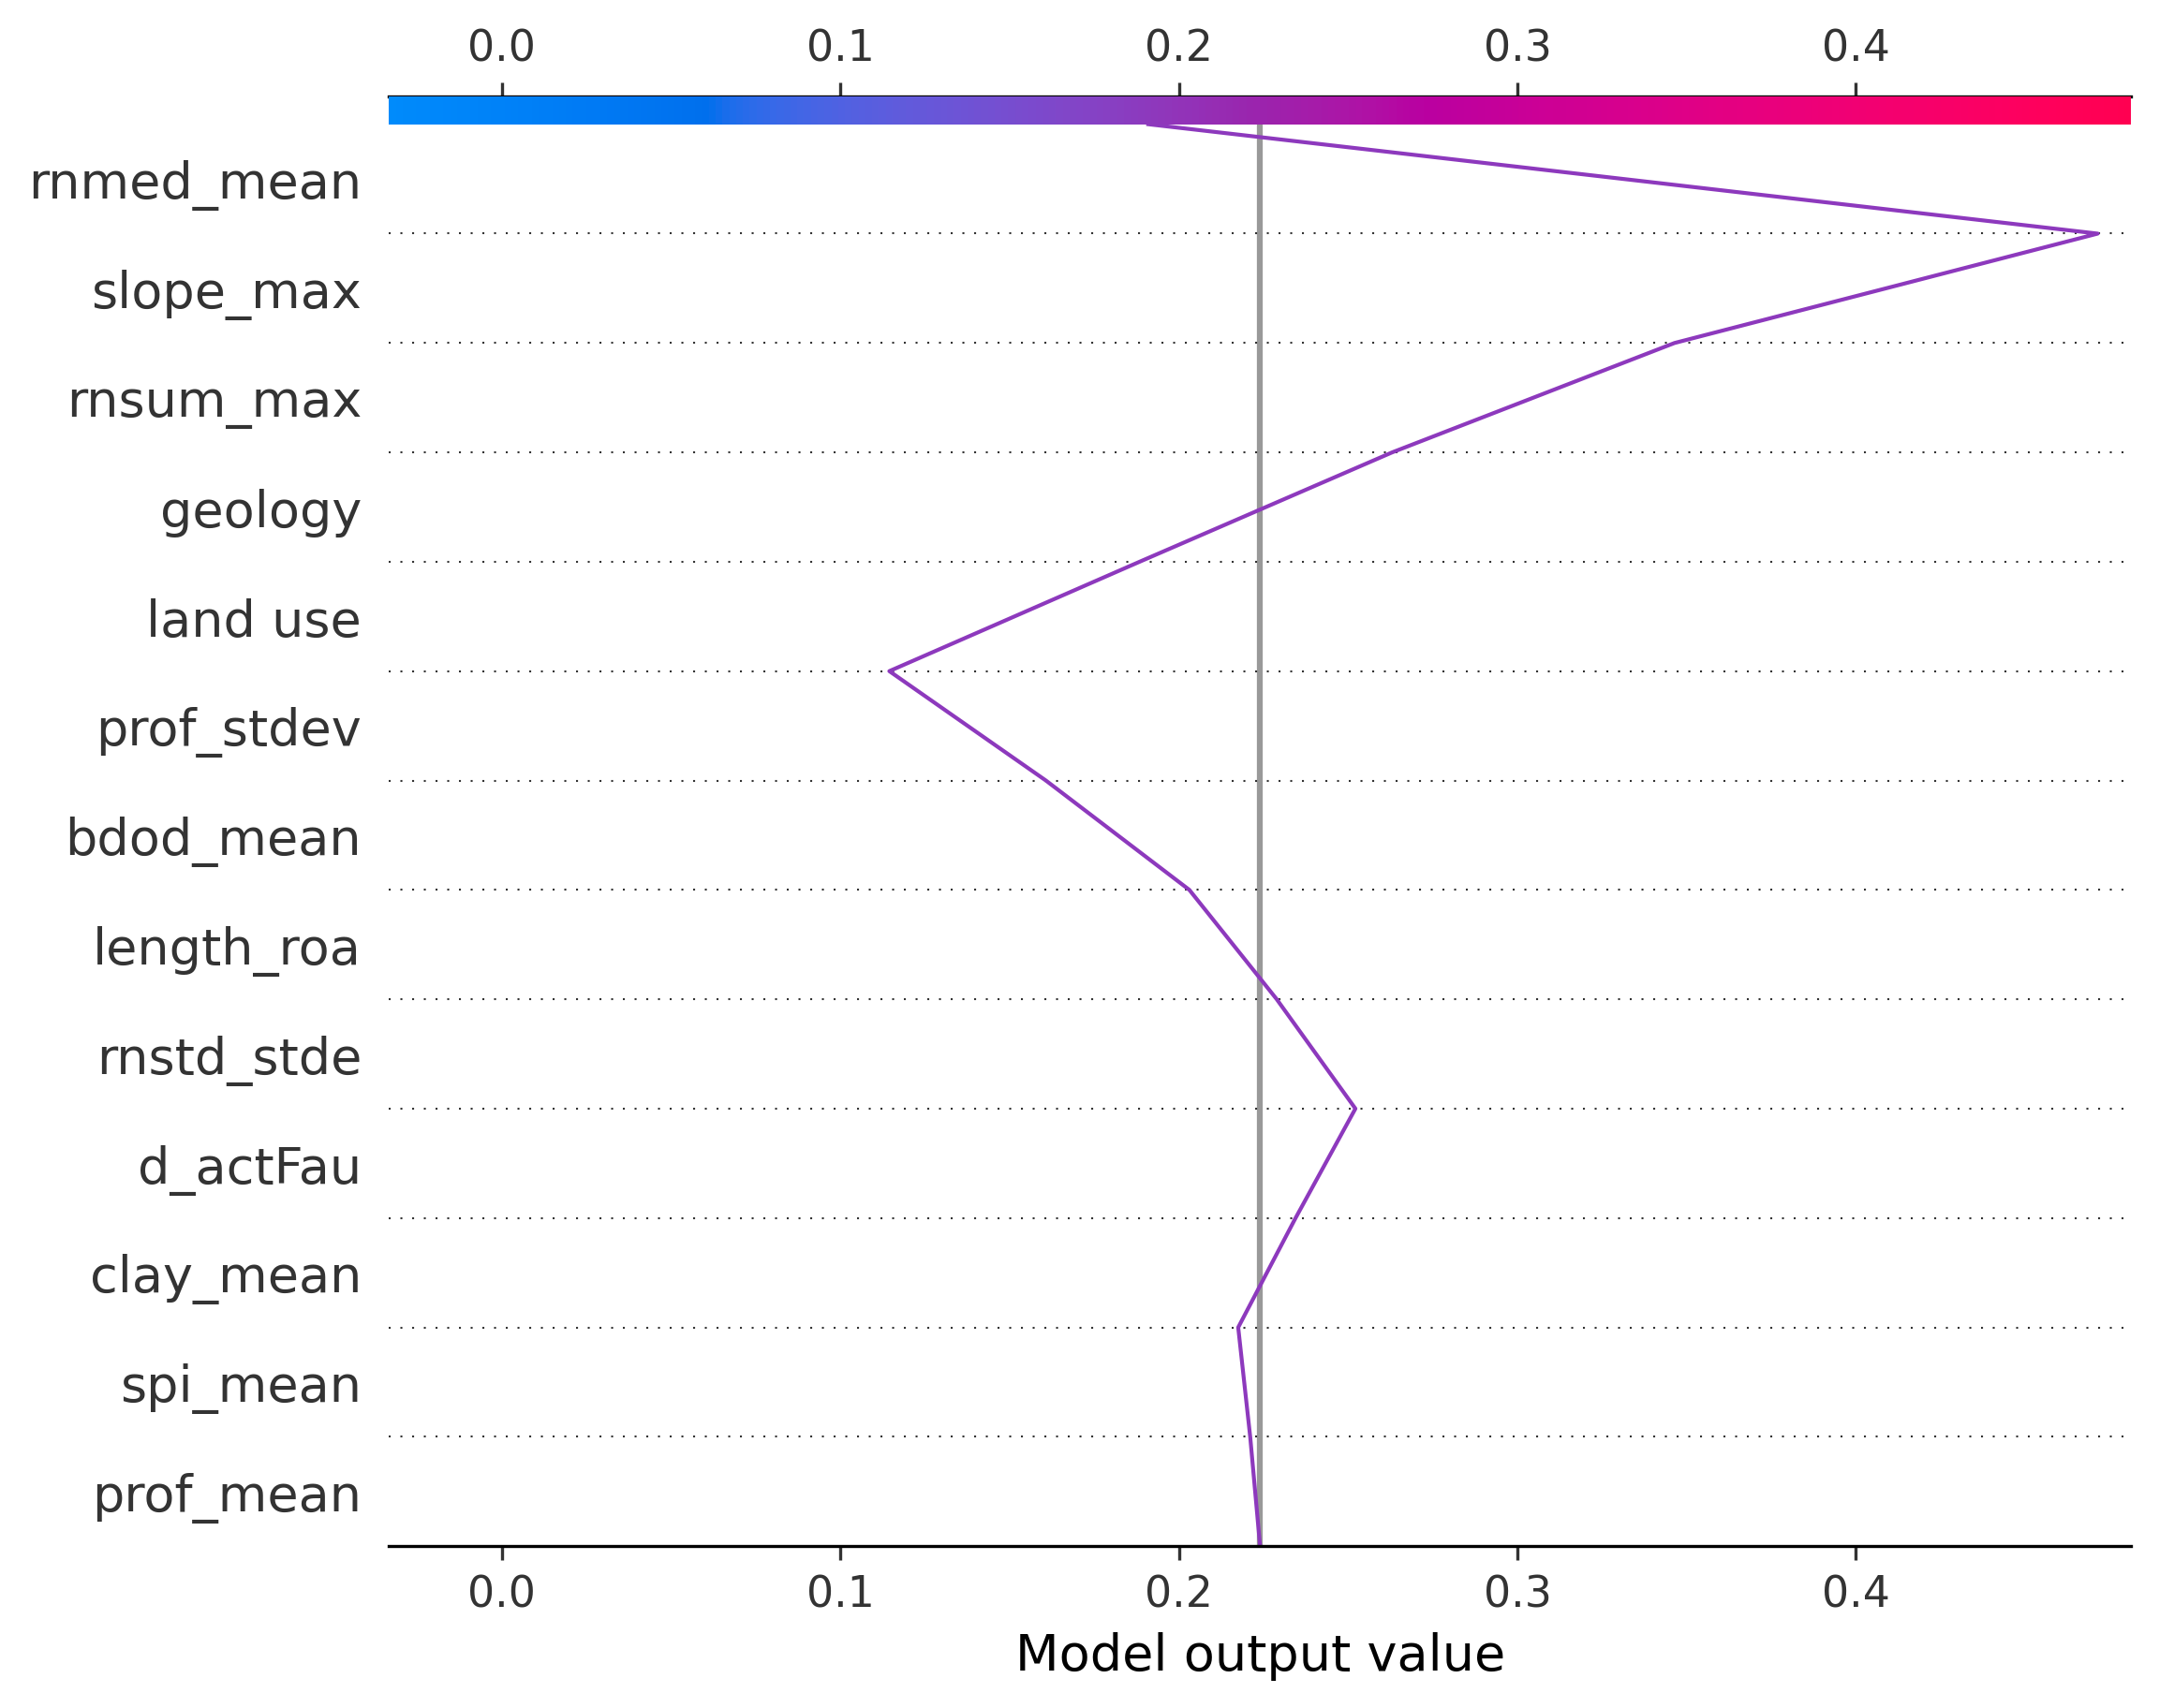 0.0 0.1 0.2 0.3 0.4
rnmed_mean
slope_max
rnsum_max
geology
land use
prof_stdev
bdod_mean
length_roa
rnstd_stde
d_actFau
clay_mean
spi_mean
prof_mean
0.0 0.1 0.2 0.3 0.4
Model output value